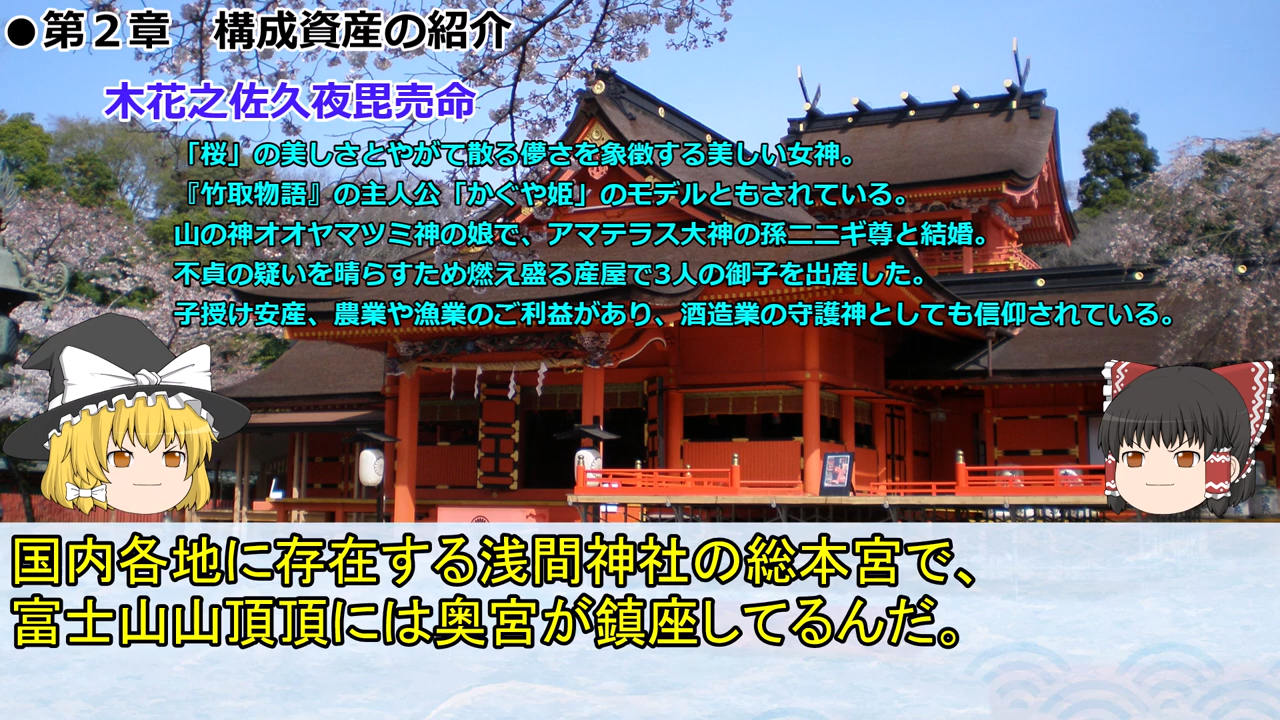 ●第２章　構成資産の紹介
木花之佐久夜毘売命
「桜」の美しさとやがて散る儚さを象徴する美しい女神。
『竹取物語』の主人公「かぐや姫」のモデルともされている。
山の神オオヤマツミ神の娘で、アマテラス大神の孫ニニギ尊と結婚。
不貞の疑いを晴らすため燃え盛る産屋で3人の御子を出産した。
子授け安産、農業や漁業のご利益があり、酒造業の守護神としても信仰されている。
国内各地に存在する浅間神社の総本宮で、
富士山山頂頂には奥宮が鎮座してるんだ。